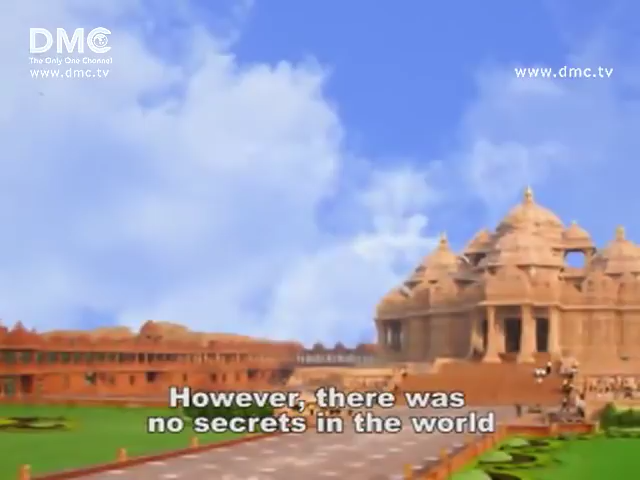 DMC
The Only One Channel
www.dmc.tv
www.dmc.tv
However, there was
no secrets in the world